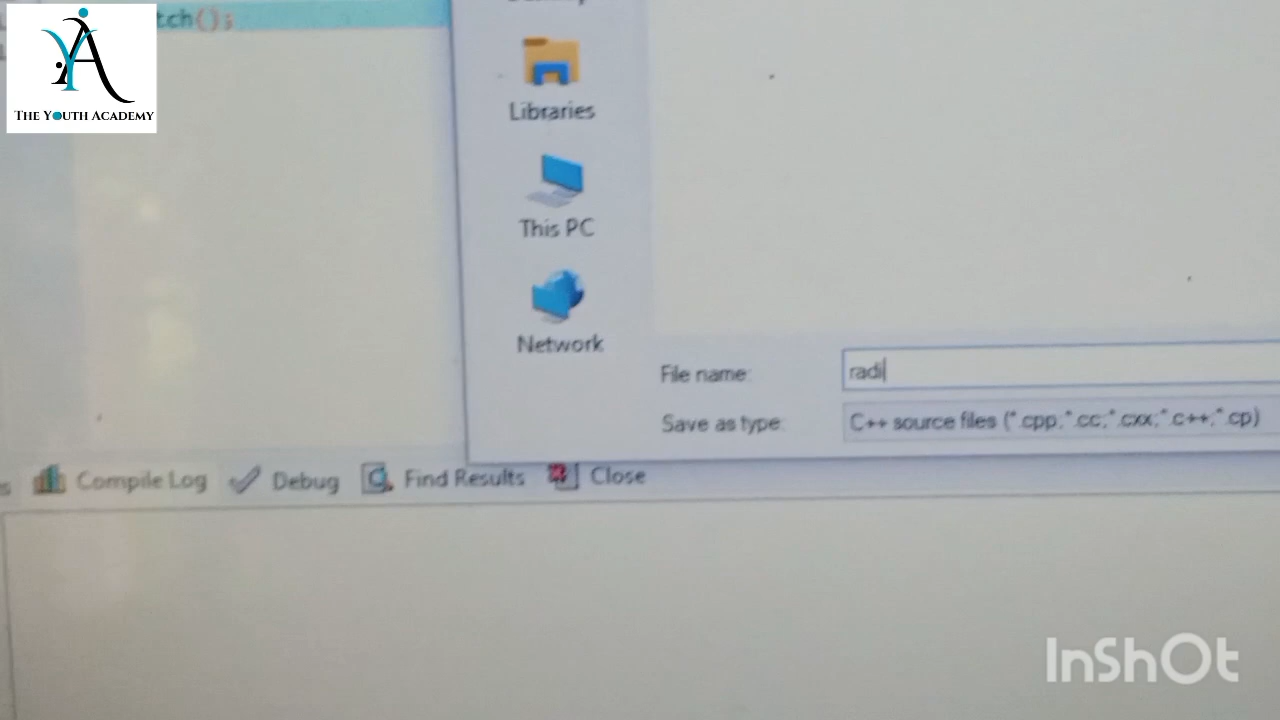 tch();
THE YOUTH ACADEMY
Libraries
This PC
Network
File name:
radi
Save as type:
C++ source files (*.cpp;*.cc;*.cxx;*.c++;*.cp)
Compile Log
Debug
Find Results
Close
InShOt